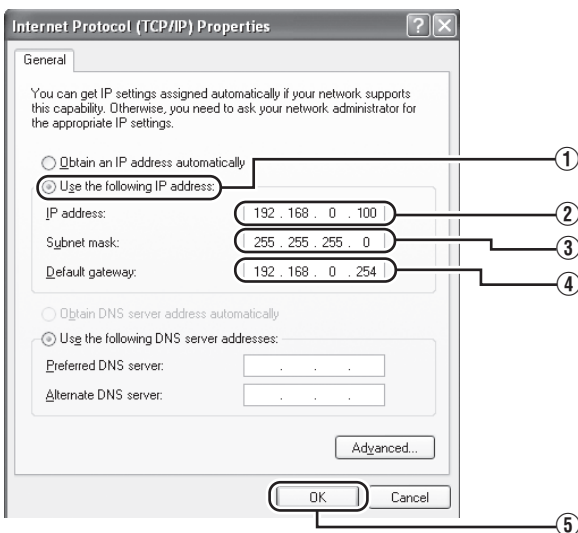 Internet Protocol (TCP/IP) Properties
General
You can get IP settings assigned automatically if your network supports
this capability. Otherwise, you need to ask your network administrator for
the appropriate IP settings.
Obtain an IP address automatically
Use the following IP address:
IP address: 192 . 168 . 0 . 100
Subnet mask: 255 . 255 . 255 . 0
Default gateway: 192 . 168 . 0 . 254
Obtain DNS server address automatically
Use the following DNS server addresses:
Preferred DNS server: . . .
Alternate DNS server: . . .
Advanced...
OK Cancel
①
②
③
④
⑤